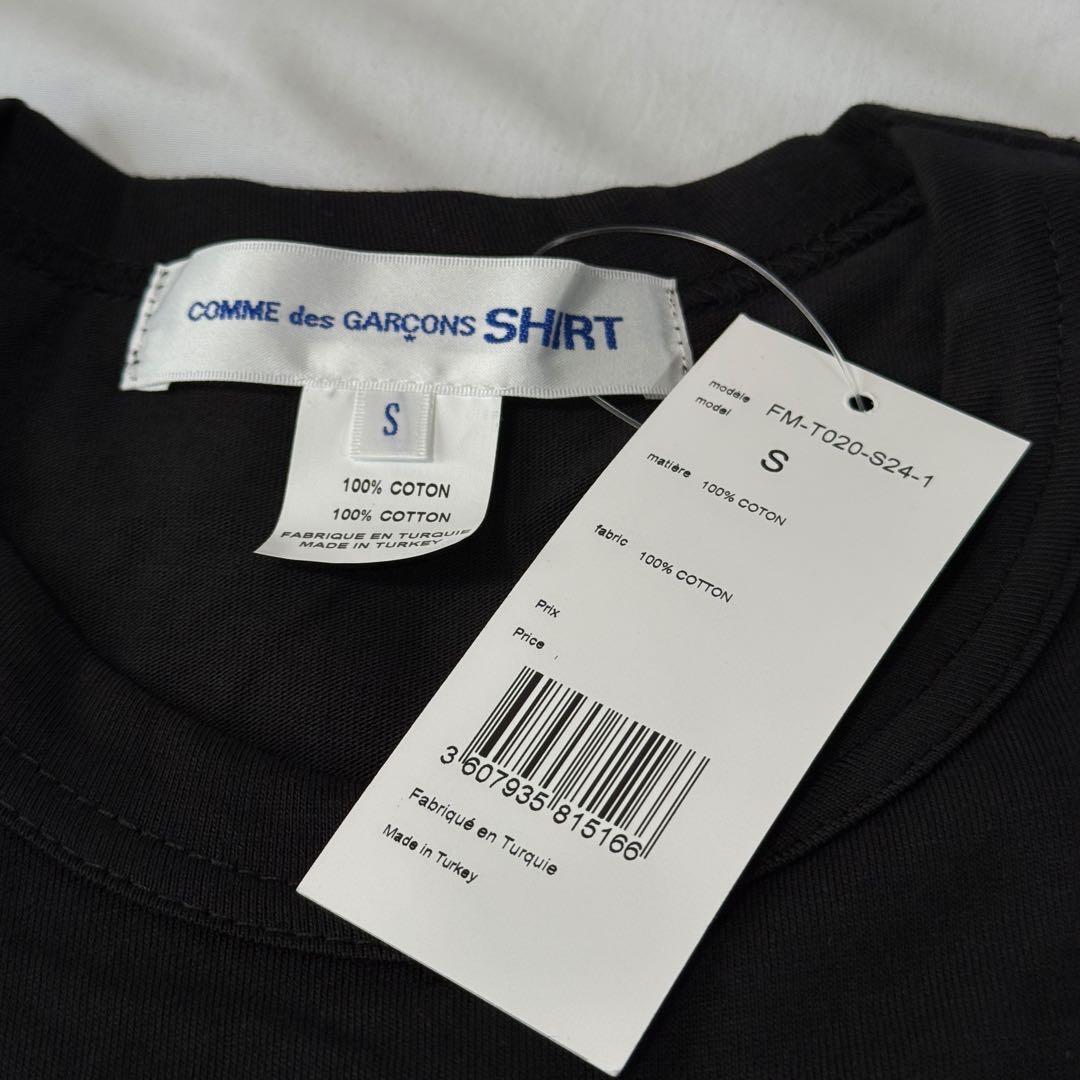 COMME des GARÇONS SHIRT
S
100% COTON
100% COTTON
FABRIQUE EN TURQUIE
MADE IN TURKEY
modèle
model
FM-T020-S24-1
S
matière 100% COTON
fabric 100% COTTON
Prix
Price
3 607935 815166
Fabriqué en Turquie
Made in Turkey